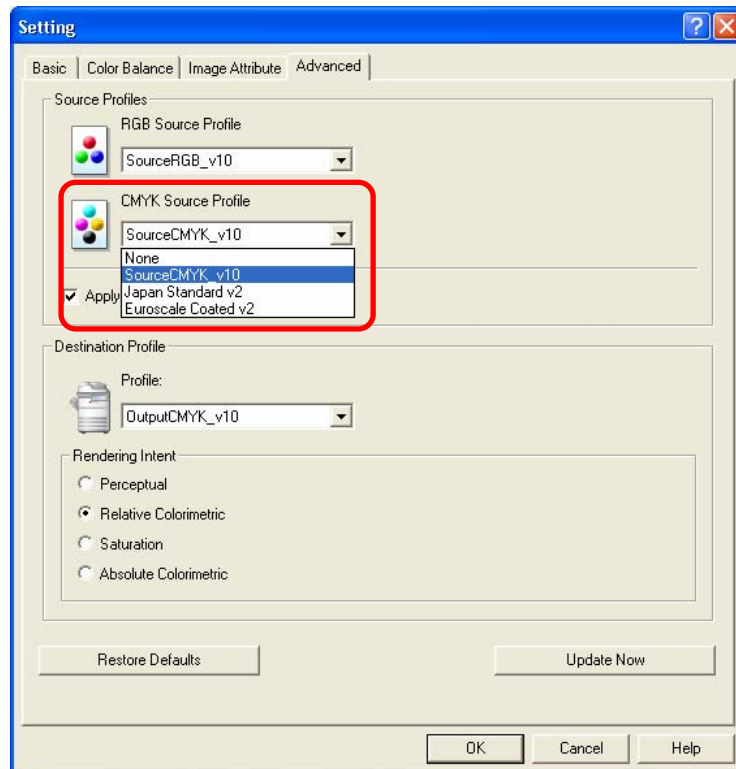 Setting
Basic Color Balance Image Attribute Advanced
Source Profiles
RGB Source Profile
SourceRGB_v10
CMYK Source Profile
SourceCMYK_v10
None
SourceCMYK_v10
Japan Standard v2
Euroscale Coated v2
Apply
Destination Profile
Profile:
OutputCMYK_v10
Rendering Intent
Perceptual
Relative Colorimetric
Saturation
Absolute Colorimetric
Restore Defaults Update Now
OK Cancel Help